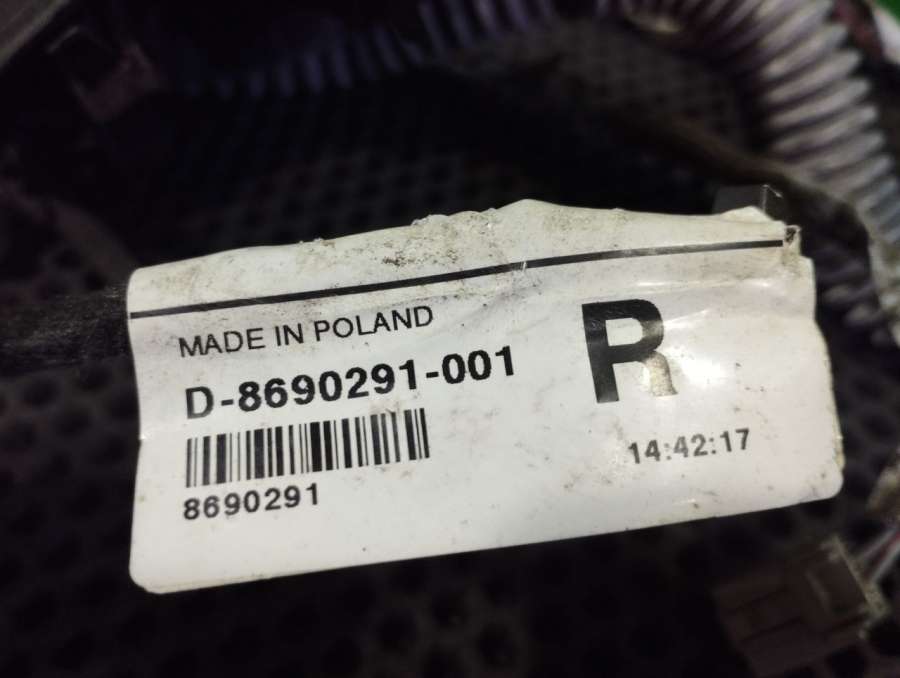 MADE IN POLAND
D-8690291-001
R
14:42:17
8690291